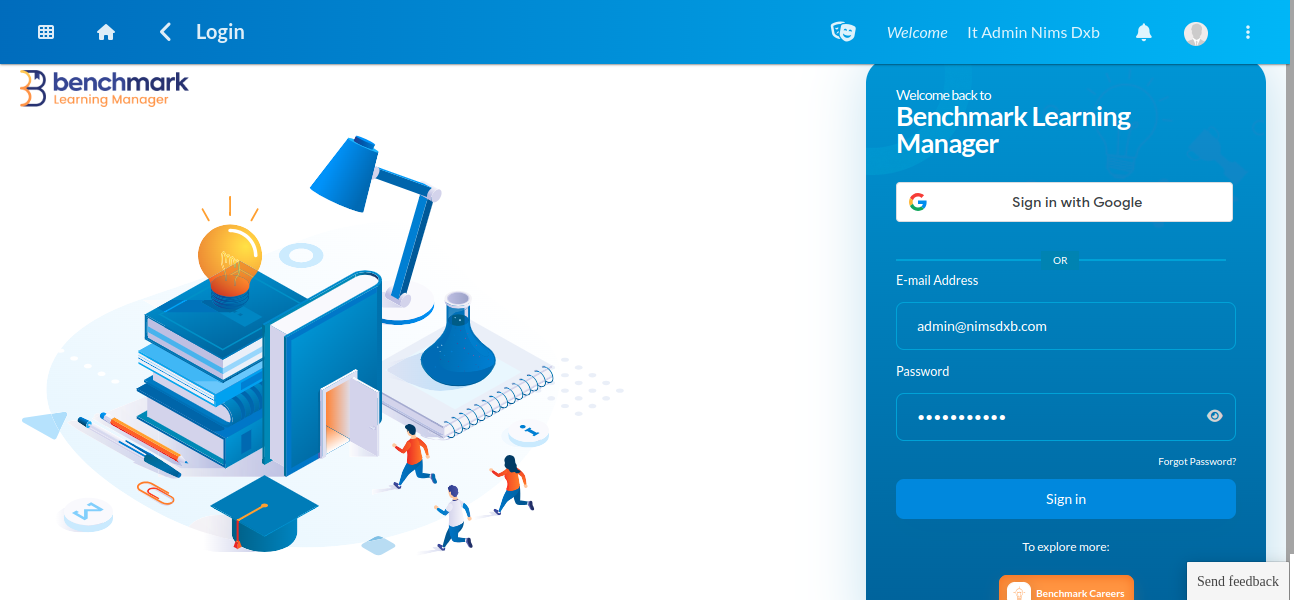 Login
Welcome It Admin Nims Dxb
benchmark
Learning Manager
Welcome back to
Benchmark Learning
Manager
Sign in with Google
OR
E-mail Address
admin@nimsdxb.com
Password
•••••••••••
Forgot Password?
Sign in
To explore more:
Benchmark Careers
Send feedback